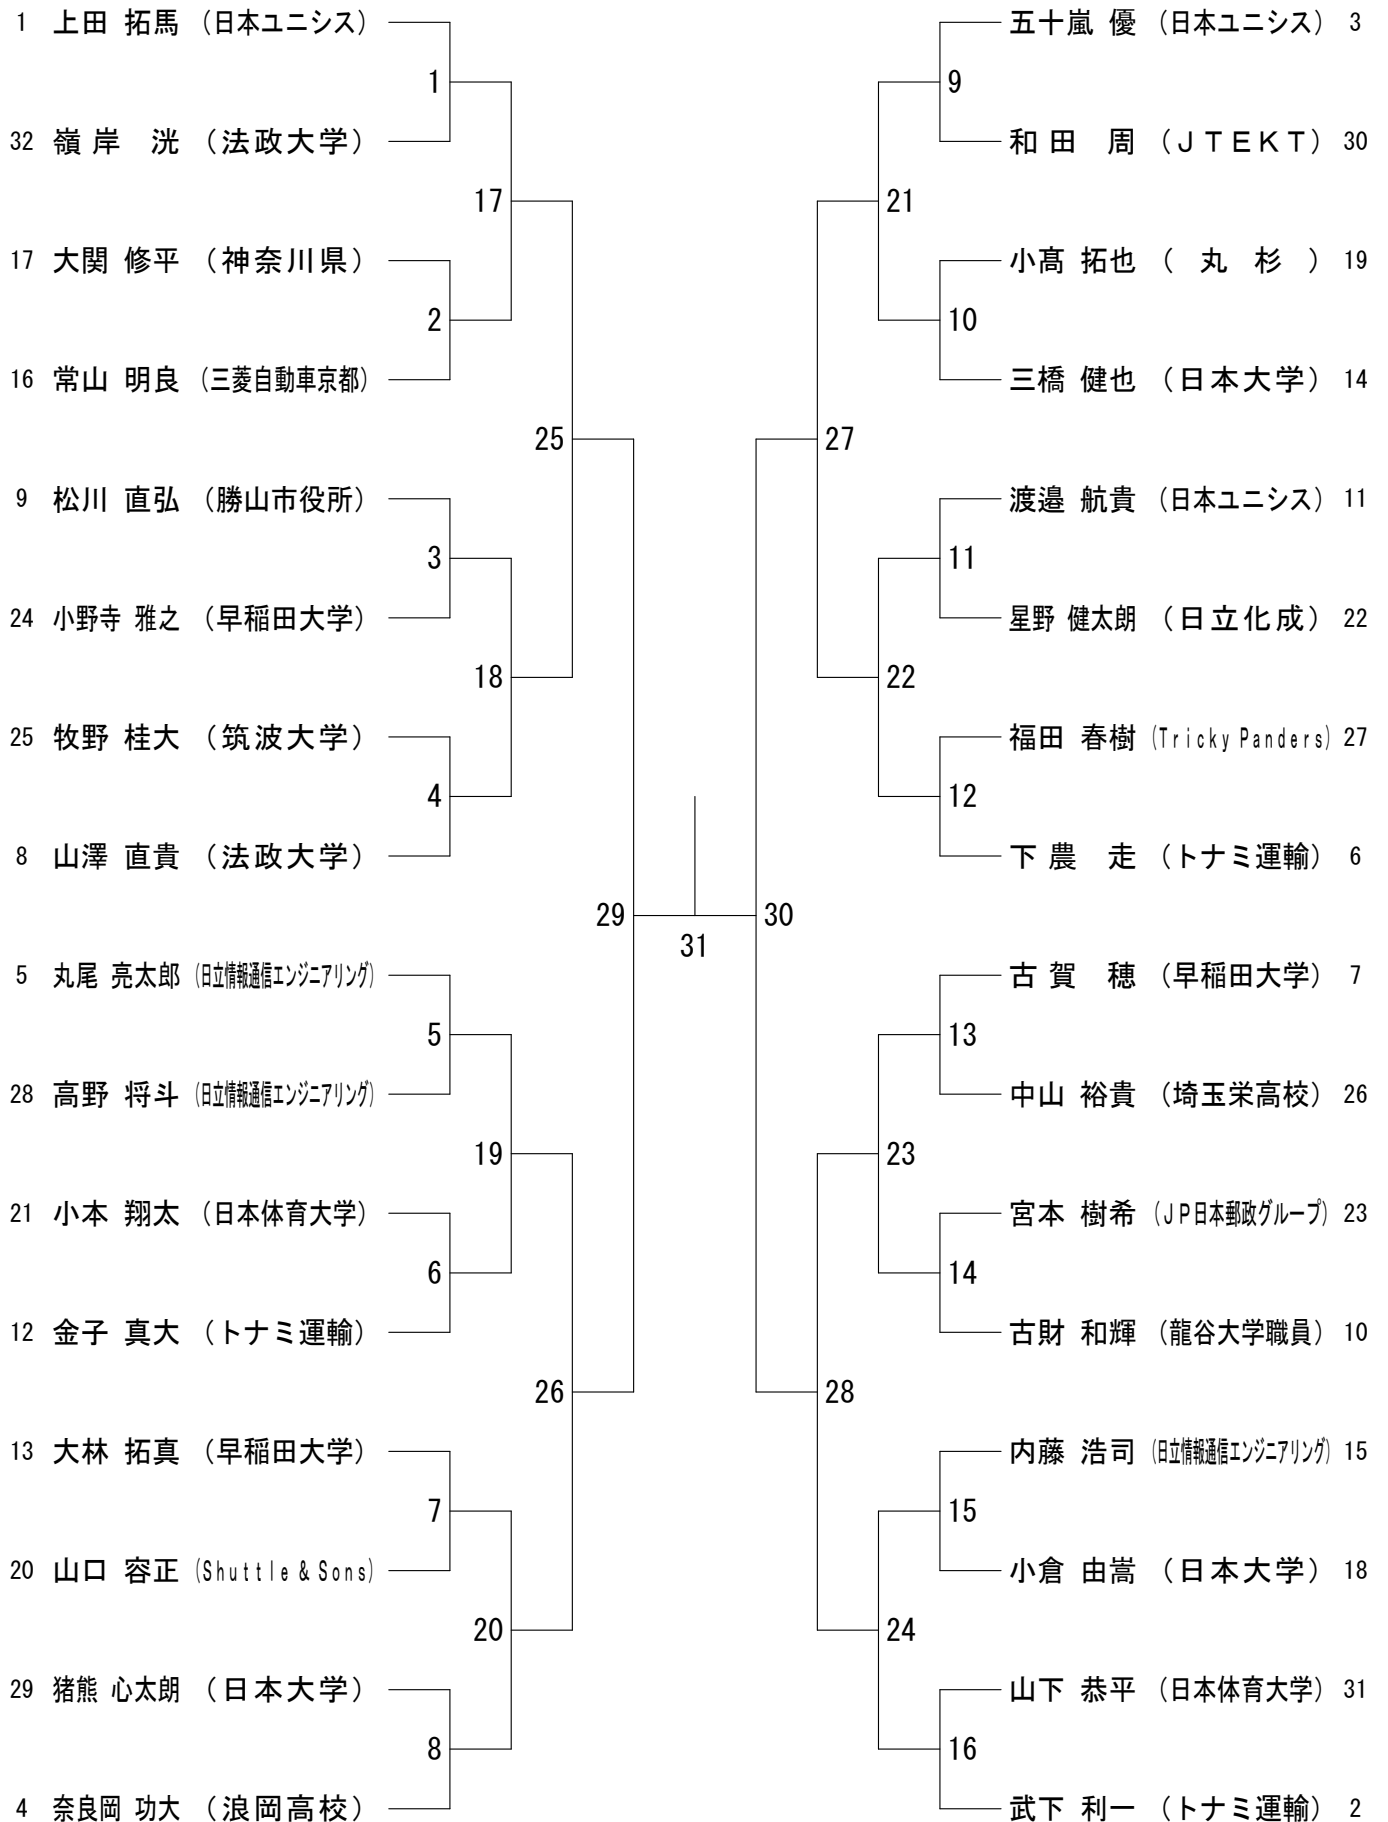 1 上田 拓馬 （日本ユニシス）
1
32 嶺岸 洸 （法政大学）
17
17 大関 修平 （神奈川県）
2
16 常山 明良 （三菱自動車京都）
25
9 松川 直弘 （勝山市役所）
3
24 小野寺 雅之 （早稲田大学）
18
25 牧野 桂大 （筑波大学）
4
8 山澤 直貴 （法政大学）
29
5 丸尾 亮太郎 （日立情報通信エンジニアリング）
5
28 高野 将斗 （日立情報通信エンジニアリング）
19
21 小本 翔太 （日本体育大学）
6
12 金子 真大 （トナミ運輸）
26
13 大林 拓真 （早稲田大学）
7
20 山口 容正 （Shuttle & Sons）
20
29 猪熊 心太朗 （日本大学）
8
4 奈良岡 功大 （浪岡高校）
31
五十嵐 優 （日本ユニシス） 3
9
和田 周 （ＪＴＥＫＴ） 30
21
小髙 拓也 （丸杉） 19
10
三橋 健也 （日本大学） 14
27
渡邉 航貴 （日本ユニシス） 11
11
星野 健太朗 （日立化成） 22
22
福田 春樹 （Tricky Panders） 27
12
下農 走 （トナミ運輸） 6
30
古賀 穂 （早稲田大学） 7
13
中山 裕貴 （埼玉栄高校） 26
23
宮本 樹希 （ＪＰ日本郵政グループ） 23
14
古財 和輝 （龍谷大学職員） 10
28
内藤 浩司 （日立情報通信エンジニアリング） 15
15
小倉 由嵩 （日本大学） 18
24
山下 恭平 （日本体育大学） 31
16
武下 利一 （トナミ運輸） 2